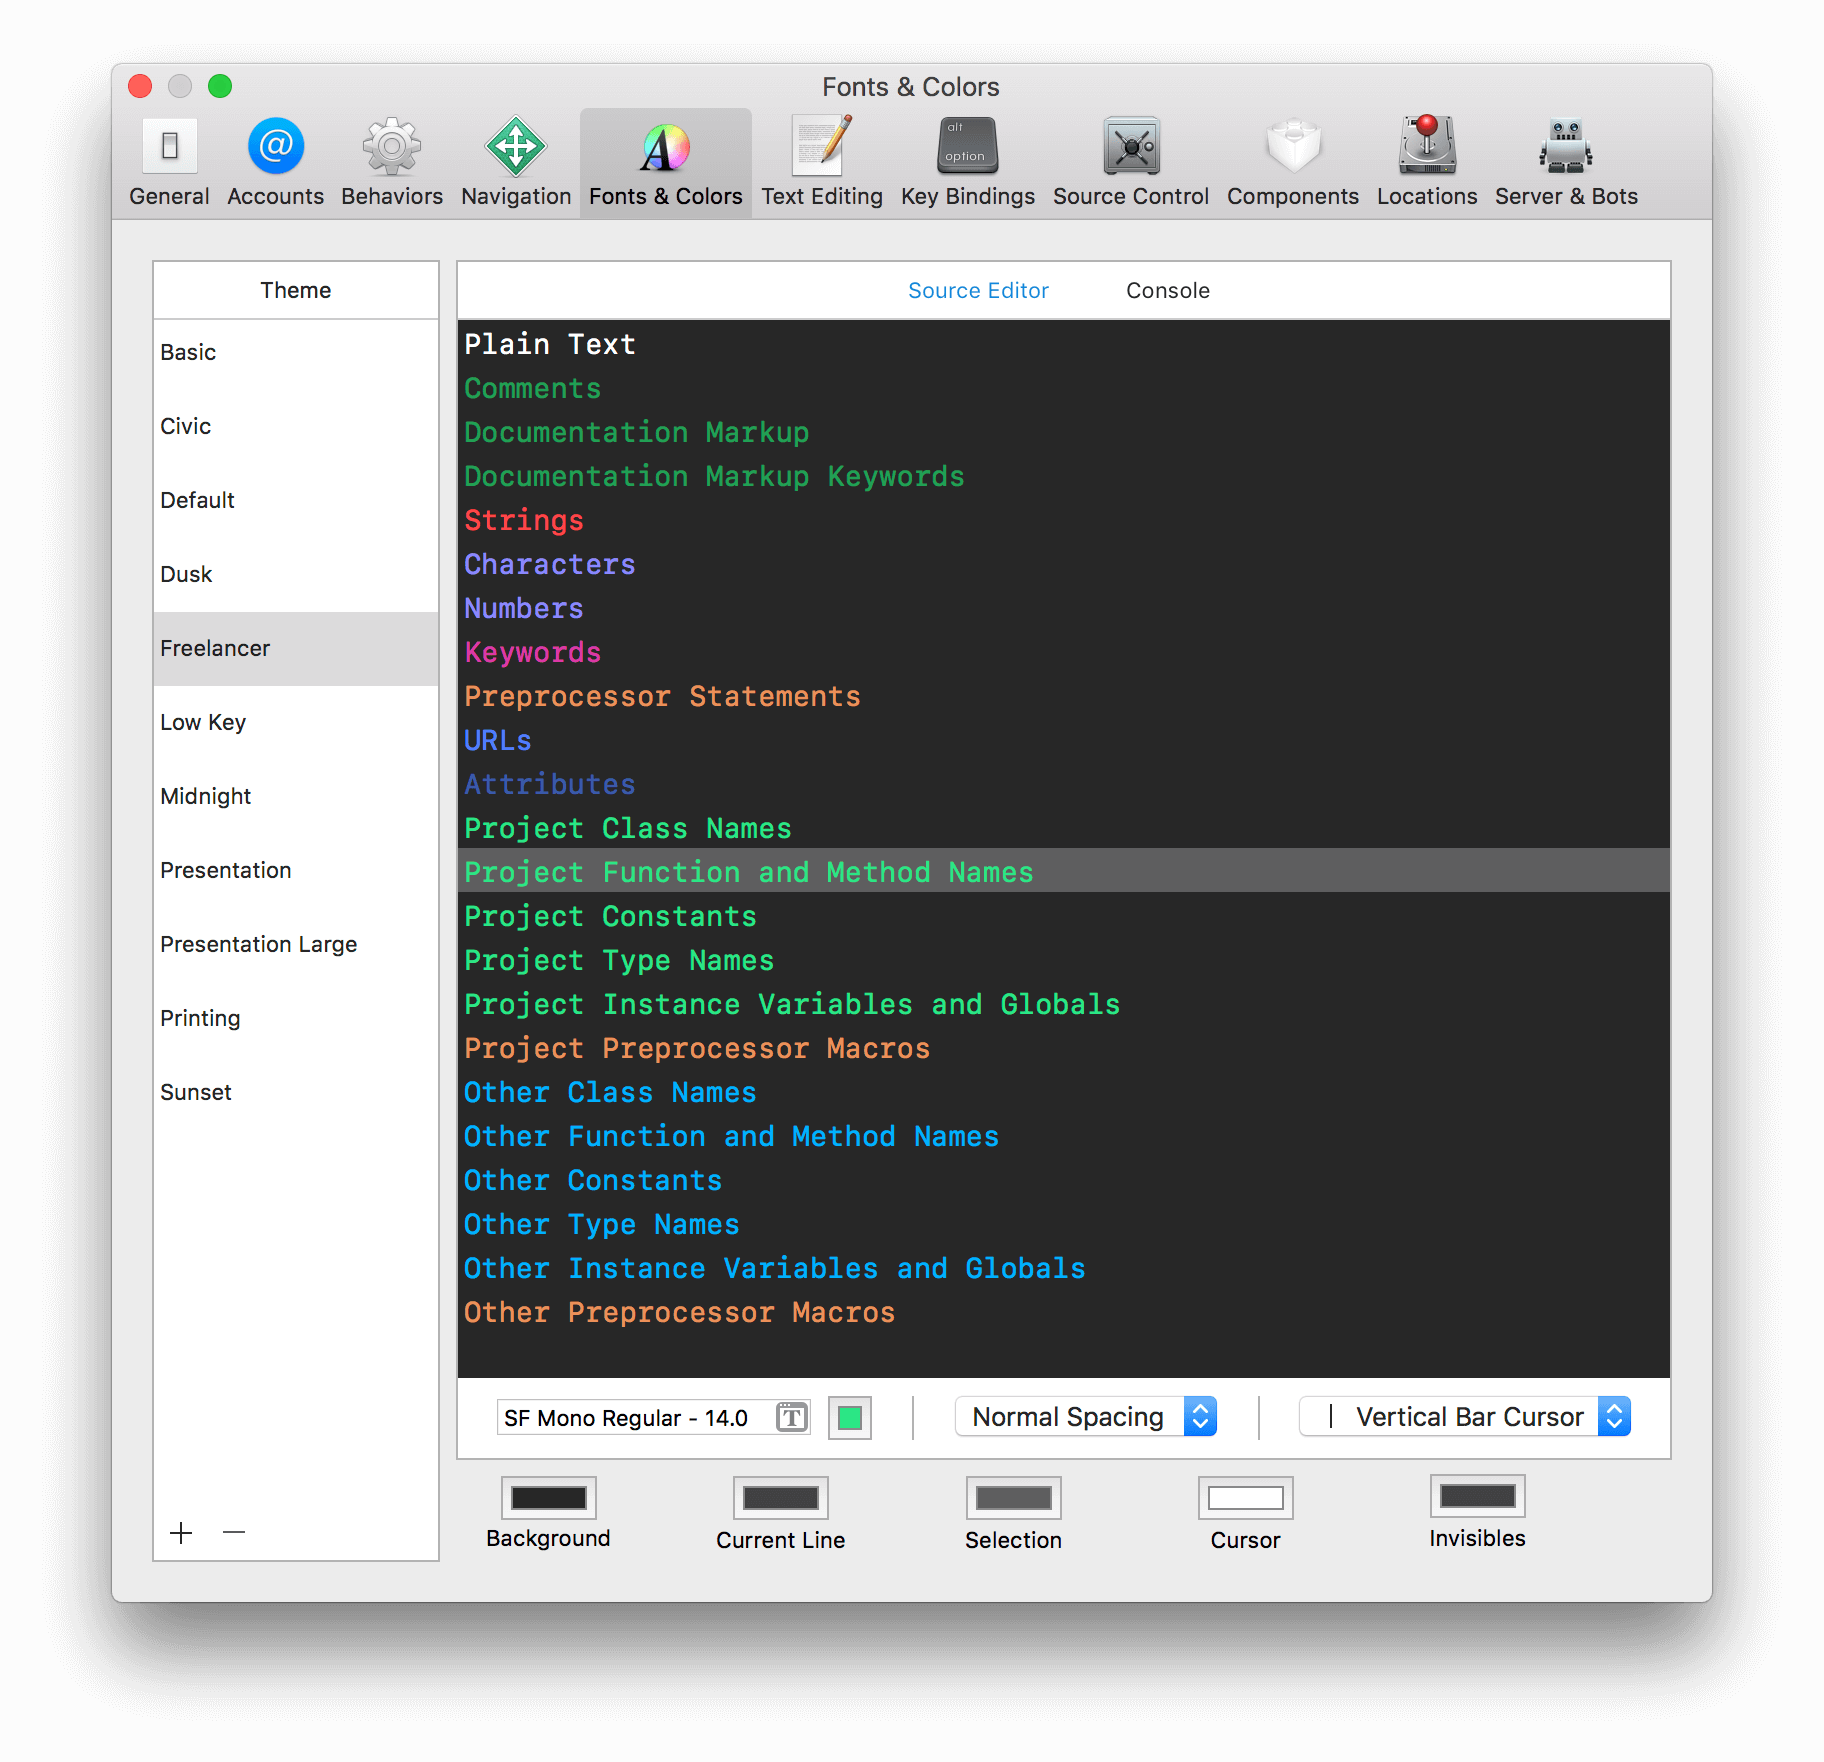 Fonts & Colors
alt
option
General Accounts Behaviors Navigation Fonts & Colors Text Editing Key Bindings Source Control Components Locations Server & Bots
Theme
Basic
Civic
Default
Dusk
Freelancer
Low Key
Midnight
Presentation
Presentation Large
Printing
Sunset
Source Editor Console
Plain Text
Comments
Documentation Markup
Documentation Markup Keywords
Strings
Characters
Numbers
Keywords
Preprocessor Statements
URLs
Attributes
Project Class Names
Project Function and Method Names
Project Constants
Project Type Names
Project Instance Variables and Globals
Project Preprocessor Macros
Other Class Names
Other Function and Method Names
Other Constants
Other Type Names
Other Instance Variables and Globals
Other Preprocessor Macros
SF Mono Regular - 14.0 Normal Spacing Vertical Bar Cursor
Background Current Line Selection Cursor Invisibles